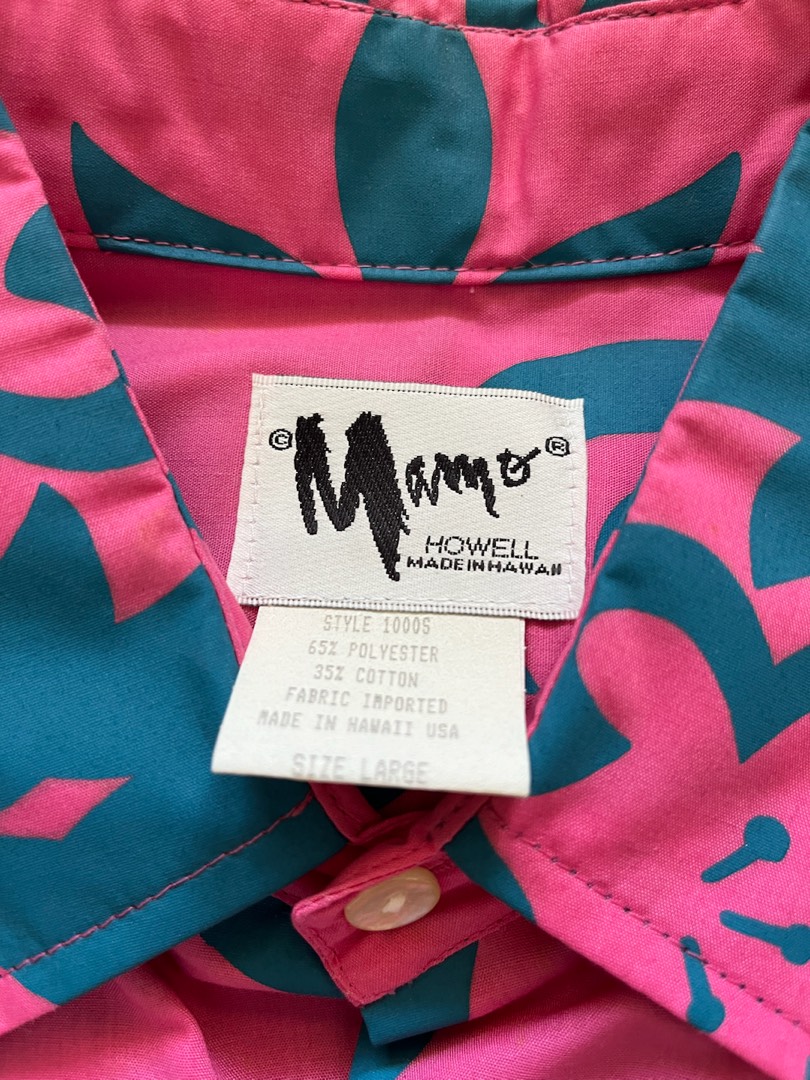 © Mamo ®
HOWELL
MADE IN HAWAII
STYLE 1000S
65% POLYESTER
35% COTTON
FABRIC IMPORTED
MADE IN HAWAII USA
SIZE LARGE